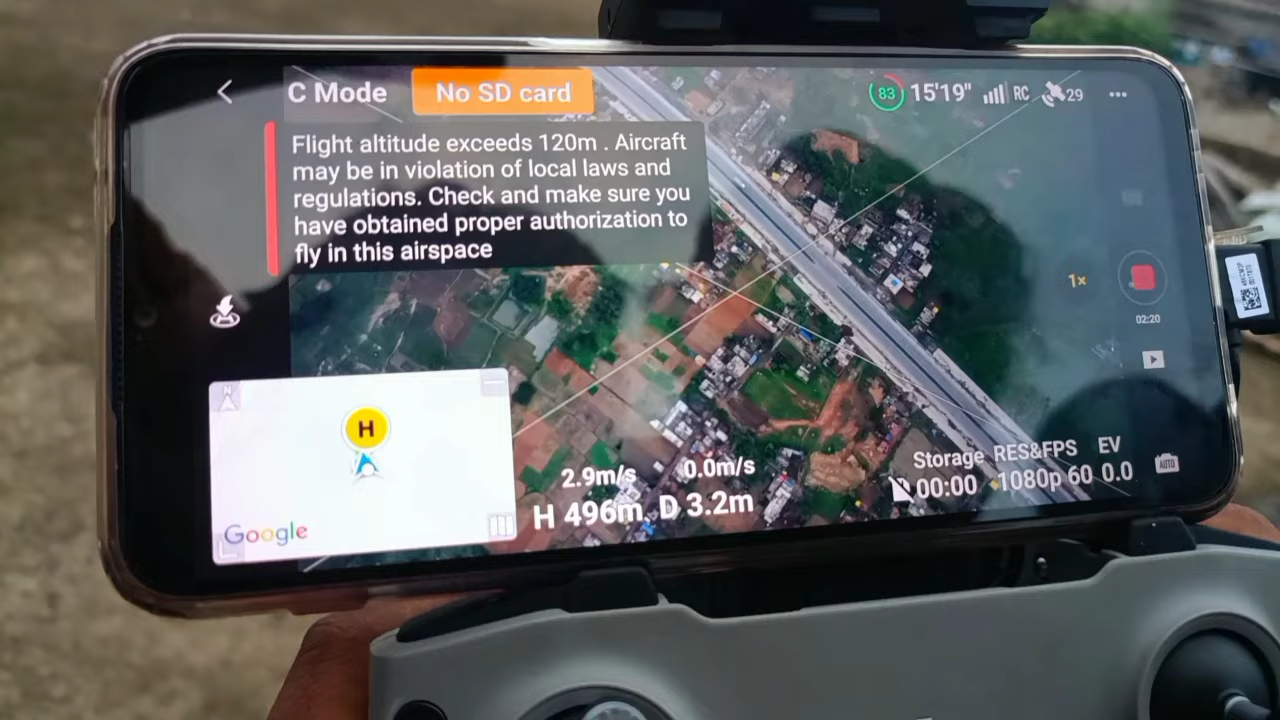 C Mode
No SD card
83 15'19" RC 29
Flight altitude exceeds 120m . Aircraft
may be in violation of local laws and
regulations. Check and make sure you
have obtained proper authorization to
fly in this airspace
1×
02:20
N
H
Google
2.9m/s 0.0m/s
H 496m D 3.2m
Storage RES&FPS EV
00:00 1080p 60 0.0
AUTO